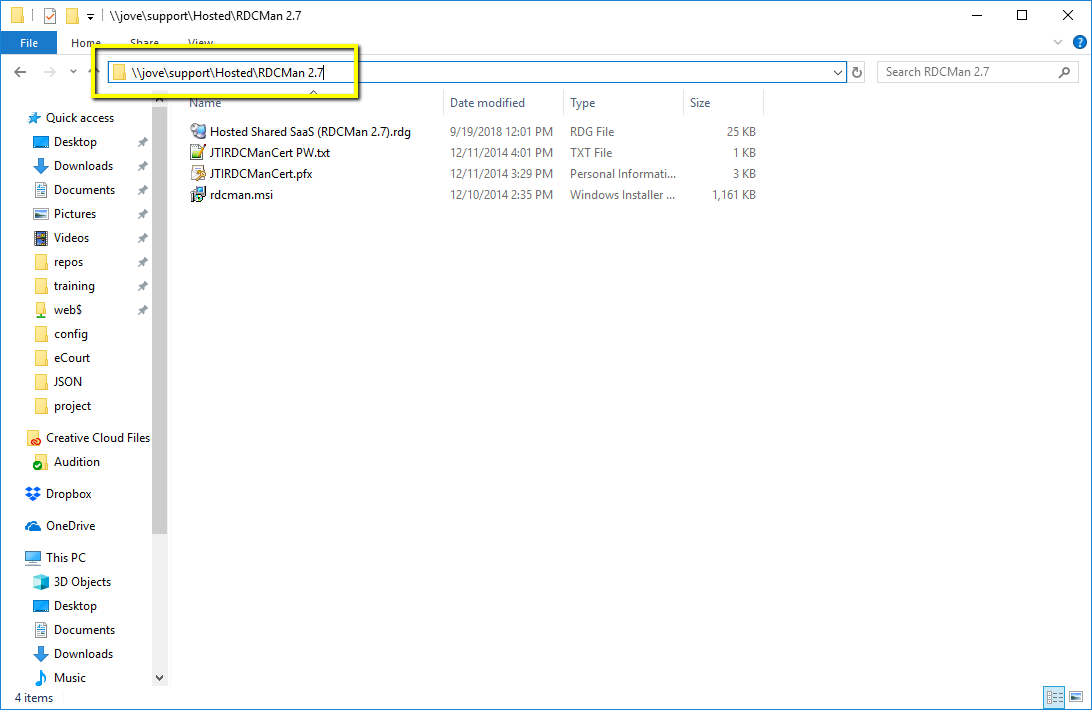 \\jove\support\Hosted\RDCMan 2.7
File Home Share View
\\jove\support\Hosted\RDCMan 2.7 Search RDCMan 2.7
Name Date modified Type Size
Hosted Shared SaaS (RDCMan 2.7).rdg 9/19/2018 12:01 PM RDG File 25 KB
JTIRDCManCert PW.txt 12/11/2014 4:01 PM TXT File 1 KB
JTIRDCManCert.pfx 12/11/2014 3:29 PM Personal Informati... 3 KB
rdcman.msi 12/10/2014 2:35 PM Windows Installer ... 1,161 KB
Quick access
Desktop
Downloads
Documents
Pictures
Videos
repos
training
web$
config
eCourt
JSON
project
Creative Cloud Files
Audition
Dropbox
OneDrive
This PC
3D Objects
Desktop
Documents
Downloads
Music
4 items